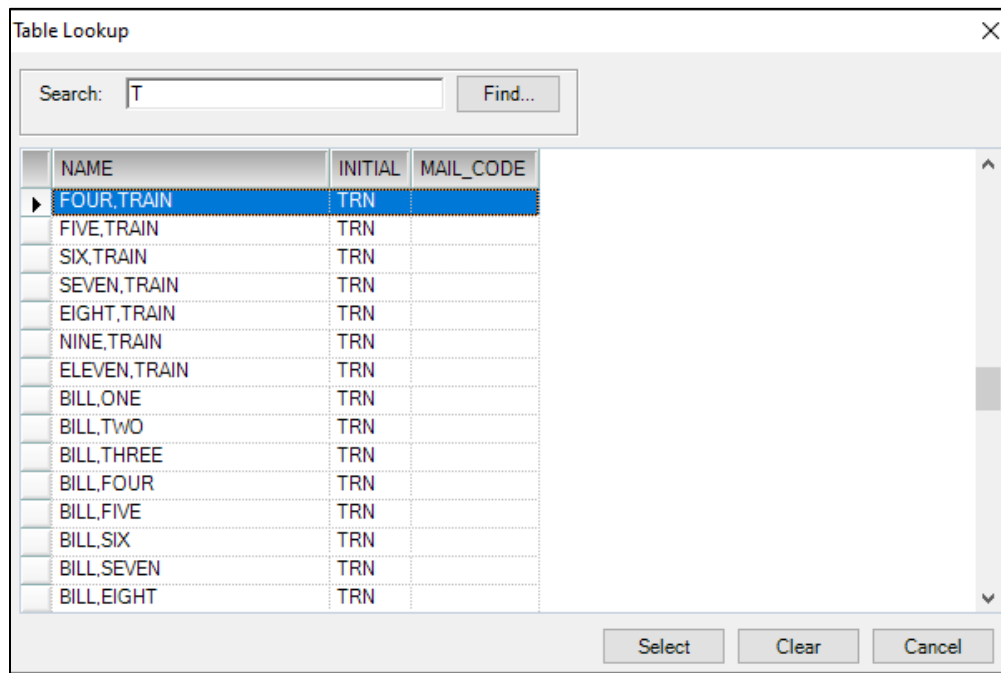 Table Lookup
Search: T Find...
NAME INITIAL MAIL_CODE
FOUR,TRAIN TRN
FIVE,TRAIN TRN
SIX,TRAIN TRN
SEVEN,TRAIN TRN
EIGHT,TRAIN TRN
NINE,TRAIN TRN
ELEVEN,TRAIN TRN
BILL,ONE TRN
BILL,TWO TRN
BILL,THREE TRN
BILL,FOUR TRN
BILL,FIVE TRN
BILL,SIX TRN
BILL,SEVEN TRN
BILL,EIGHT TRN
Select Clear Cancel